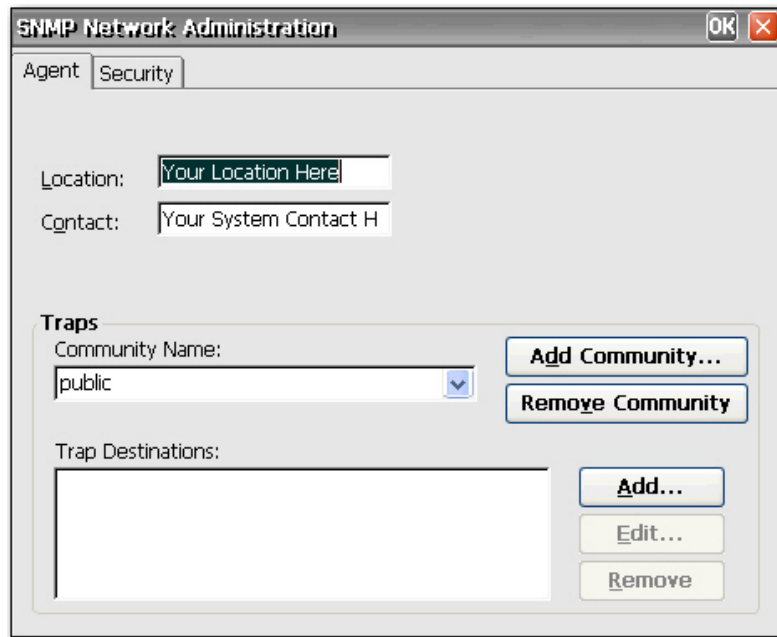 SNMP Network Administration OK
Agent Security
Location: Your Location Here
Contact: Your System Contact H
Traps
Community Name:
public
Add Community...
Remove Community
Trap Destinations:
Add...
Edit...
Remove